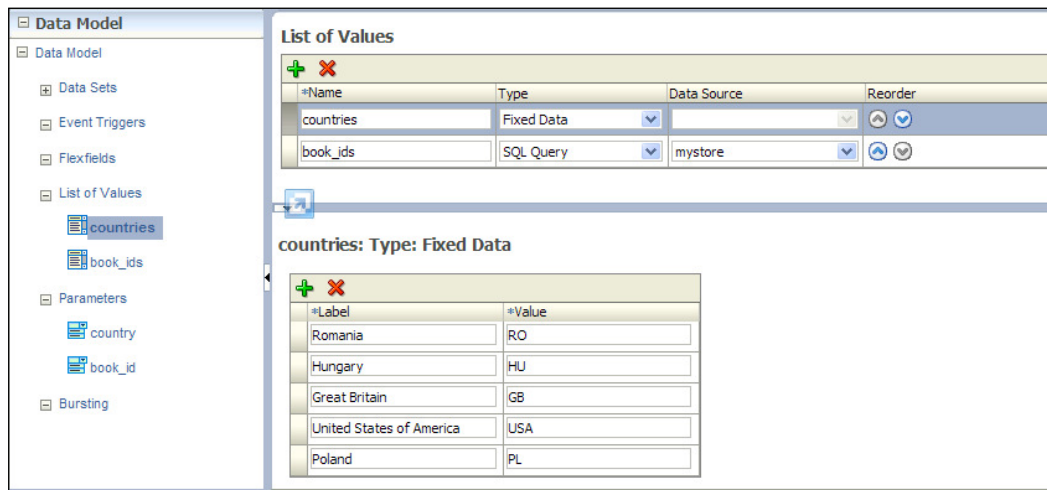 Data Model
Data Model
Data Sets
Event Triggers
Flexfields
List of Values
countries
book_ids
Parameters
country
book_id
Bursting
List of Values
*Name Type Data Source Reorder
countries Fixed Data
book_ids SQL Query mystore
countries: Type: Fixed Data
*Label *Value
Romania RO
Hungary HU
Great Britain GB
United States of America USA
Poland PL